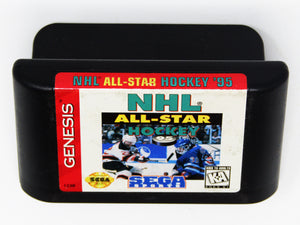 NHL ALL-STAR HOCKEY '95
GENESIS
NHL
ALL-STAR
HOCKEY
SEGA
SEGA
K-A